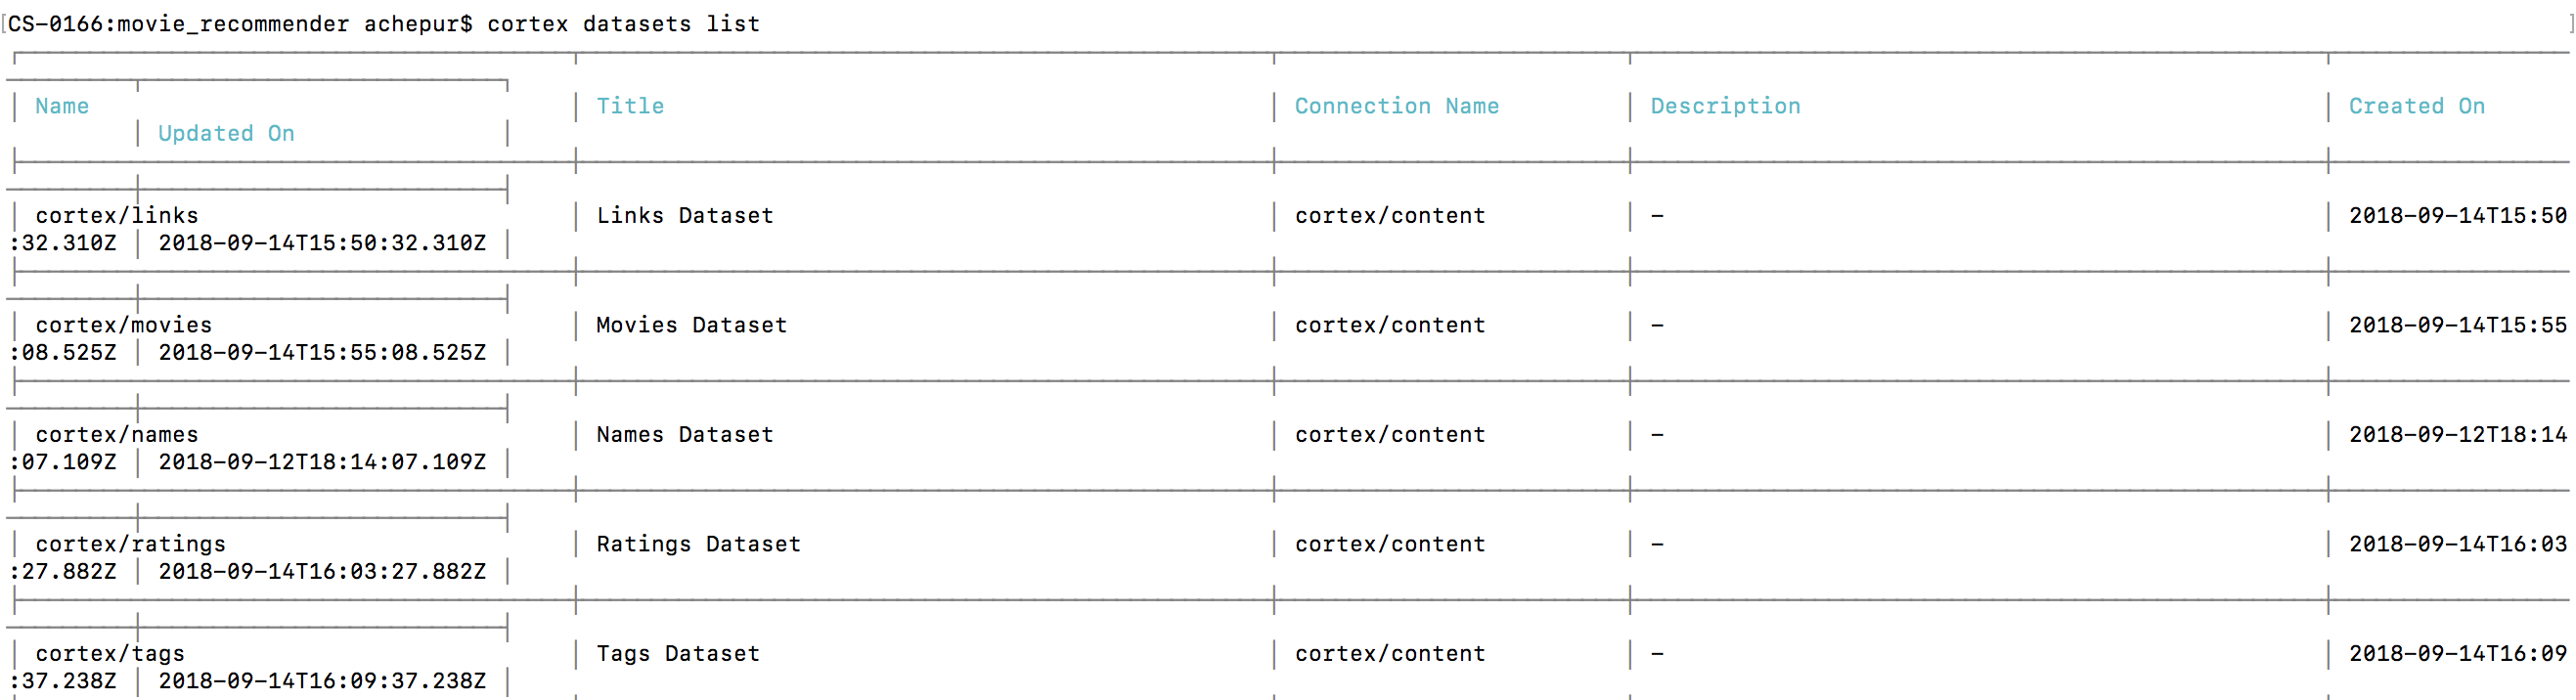 CS-0166:movie_recommender achepur$ cortex datasets list
Name Title Connection Name Description Created On
Updated On
cortex/links Links Dataset cortex/content - 2018-09-14T15:50
:32.310Z 2018-09-14T15:50:32.310Z
cortex/movies Movies Dataset cortex/content - 2018-09-14T15:55
:08.525Z 2018-09-14T15:55:08.525Z
cortex/names Names Dataset cortex/content - 2018-09-12T18:14
:07.109Z 2018-09-12T18:14:07.109Z
cortex/ratings Ratings Dataset cortex/content - 2018-09-14T16:03
:27.882Z 2018-09-14T16:03:27.882Z
cortex/tags Tags Dataset cortex/content - 2018-09-14T16:09
:37.238Z 2018-09-14T16:09:37.238Z